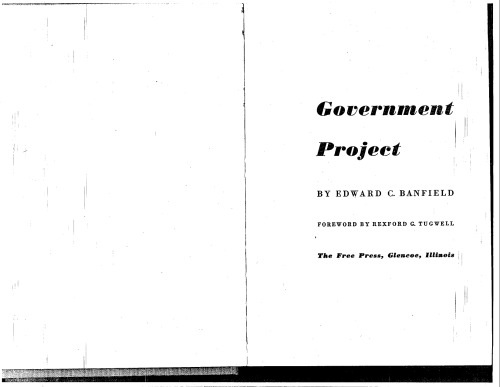 Government
Project
BY EDWARD C. BANFIELD
FOREWORD BY REXFORD G. TUGWELL
The Free Press, Glencoe, Illinois